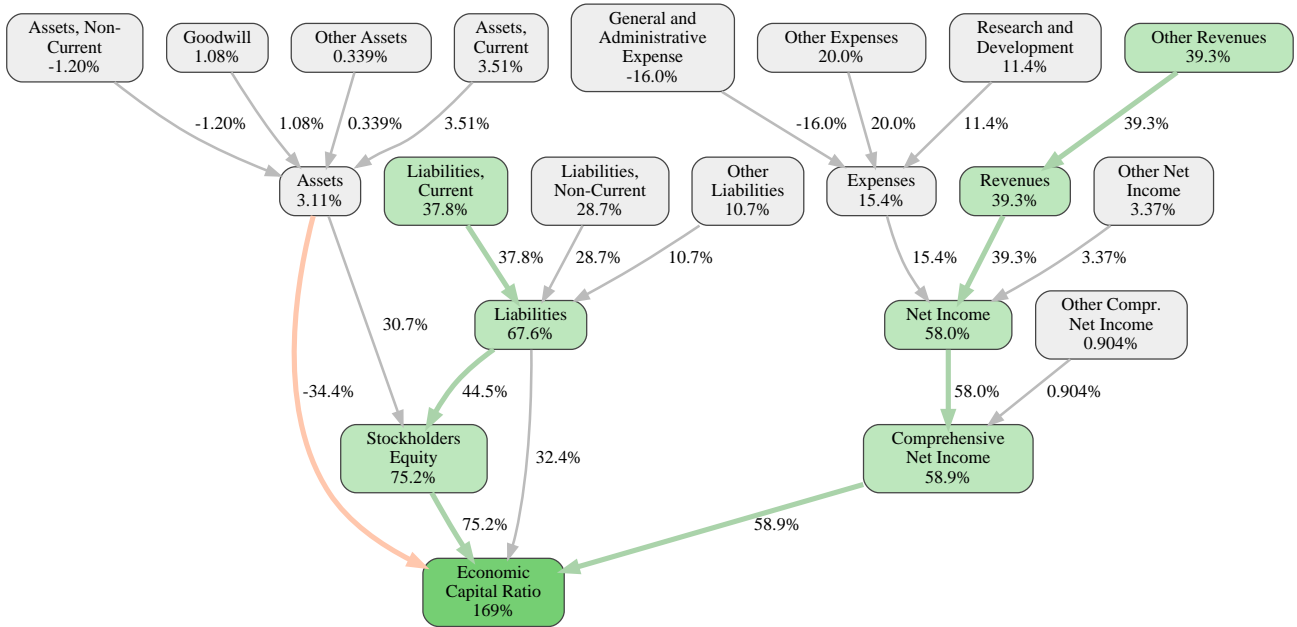 Assets, Non-
Current
-1.20%
Goodwill
1.08%
Other Assets
0.339%
Assets,
Current
3.51%
General and
Administrative
Expense
-16.0%
Other Expenses
20.0%
Research and
Development
11.4%
Other Revenues
39.3%
-1.20%
1.08%
0.339%
3.51%
-16.0%
20.0%
11.4%
39.3%
Assets
3.11%
Liabilities,
Current
37.8%
Liabilities,
Non-Current
28.7%
Other
Liabilities
10.7%
Expenses
15.4%
Revenues
39.3%
Other Net
Income
3.37%
37.8%
28.7%
10.7%
15.4%
39.3%
3.37%
30.7%
Liabilities
67.6%
Net Income
58.0%
Other Compr.
Net Income
0.904%
-34.4%
44.5%
58.0%
0.904%
Stockholders
Equity
75.2%
32.4%
Comprehensive
Net Income
58.9%
75.2%
58.9%
Economic
Capital Ratio
169%